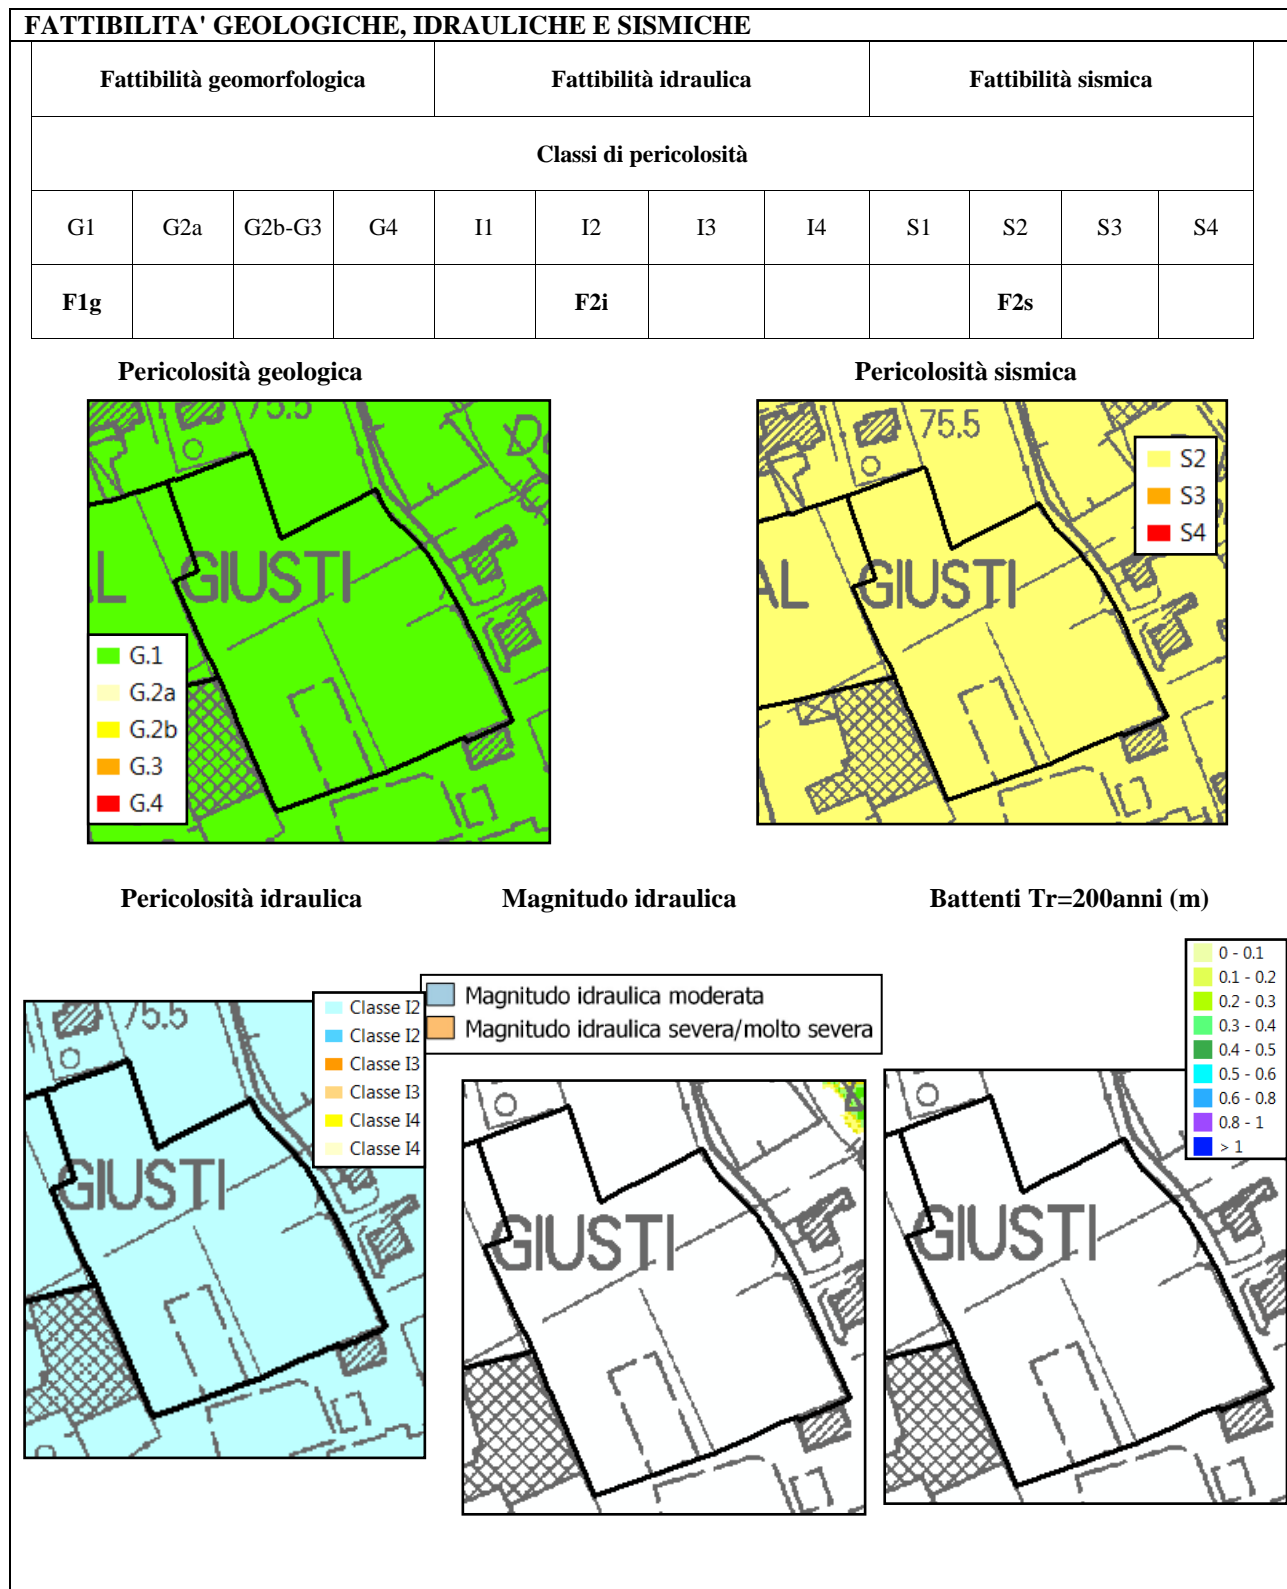 FATTIBILITA' GEOLOGICHE, IDRAULICHE E SISMICHE
Fattibilità geomorfologica Fattibilità idraulica Fattibilità sismica
Classi di pericolosità
G1 G2a G2b-G3 G4 I1 I2 I3 I4 S1 S2 S3 S4
F1g F2i F2s
Pericolosità geologica
75.5
AL GIUSTI
G.1
G.2a
G.2b
G.3
G.4
Pericolosità sismica
75.5
AL GIUSTI
S2
S3
S4
Pericolosità idraulica
75.5
GIUSTI
Classe I2
Classe I2
Classe I3
Classe I3
Classe I4
Classe I4
Magnitudo idraulica
Magnitudo idraulica moderata
Magnitudo idraulica severa/molto severa
GIUSTI
Battenti Tr=200anni (m)
0 - 0.1
0.1 - 0.2
0.2 - 0.3
0.3 - 0.4
0.4 - 0.5
0.5 - 0.6
0.6 - 0.8
0.8 - 1
> 1
GIUSTI